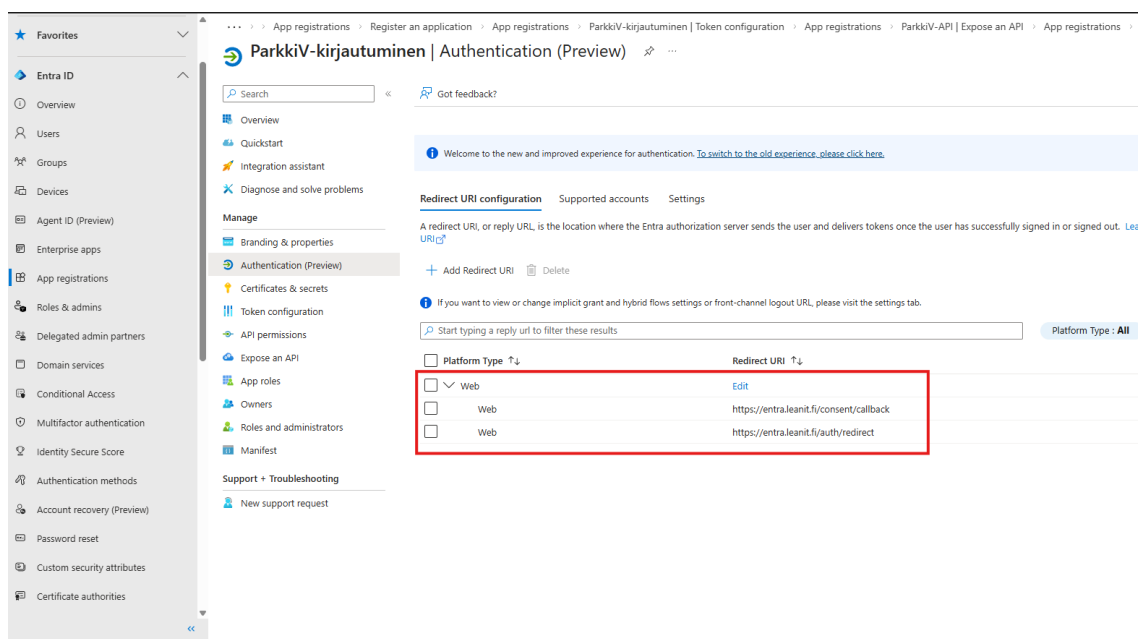 Favorites
Entra ID
Overview
Users
Groups
Devices
Agent ID (Preview)
Enterprise apps
App registrations
Roles & admins
Delegated admin partners
Domain services
Conditional Access
Multifactor authentication
Identity Secure Score
Authentication methods
Account recovery (Preview)
Password reset
Custom security attributes
Certificate authorities
«
··· > > App registrations > Register an application > App registrations > ParkkiV-kirjautuminen | Token configuration > App registrations > ParkkiV-API | Expose an API > App registrations >
ParkkiV-kirjautuminen | Authentication (Preview) ···
Search «
Overview
Quickstart
Integration assistant
Diagnose and solve problems
Manage
Branding & properties
Authentication (Preview)
Certificates & secrets
Token configuration
API permissions
Expose an API
App roles
Owners
Roles and administrators
Manifest
Support + Troubleshooting
New support request
Got feedback?
Welcome to the new and improved experience for authentication. To switch to the old experience, please click here.
Redirect URI configuration Supported accounts Settings
A redirect URI, or reply URL, is the location where the Entra authorization server sends the user and delivers tokens once the user has successfully signed in or signed out. Lea
URI
+ Add Redirect URI Delete
If you want to view or change implicit grant and hybrid flows settings or front-channel logout URL, please visit the settings tab.
Start typing a reply url to filter these results Platform Type : All
Platform Type ↑↓ Redirect URI ↑↓
Web Edit
Web https://entra.leanit.fi/consent/callback
Web https://entra.leanit.fi/auth/redirect